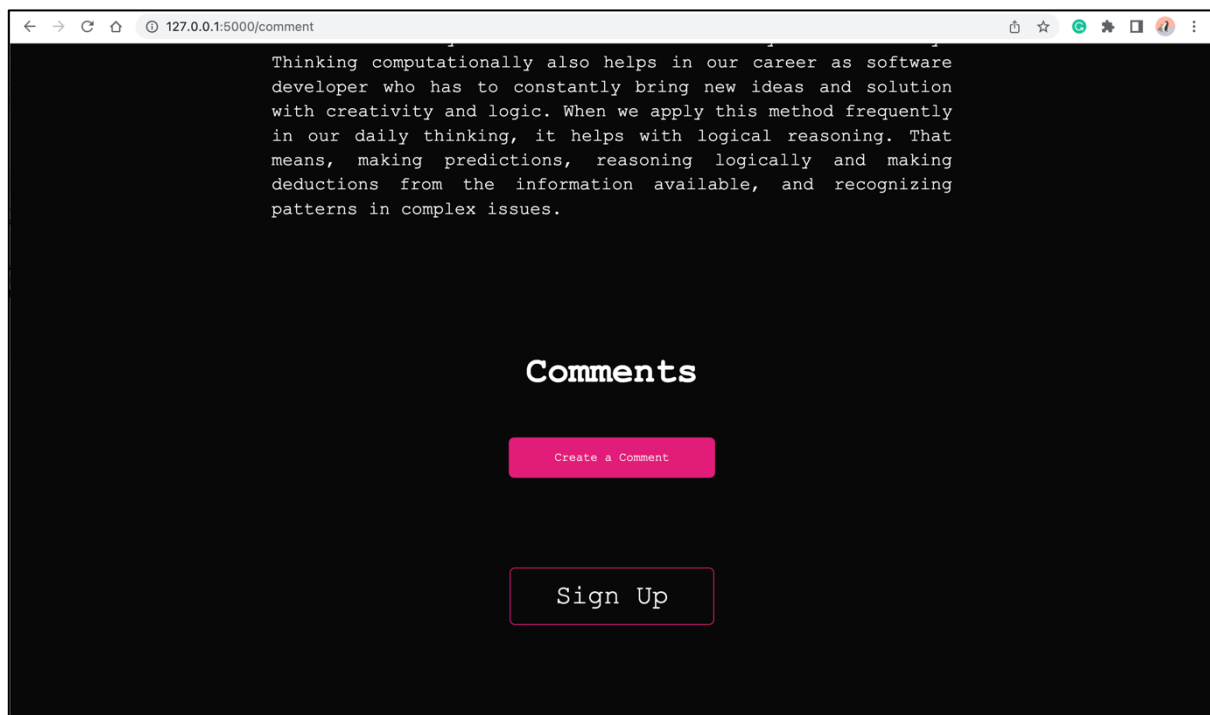 127.0.0.1:5000/comment
Thinking computationally also helps in our career as software
developer who has to constantly bring new ideas and solution
with creativity and logic. When we apply this method frequently
in our daily thinking, it helps with logical reasoning. That
means, making predictions, reasoning logically and making
deductions from the information available, and recognizing
patterns in complex issues.
Comments
Create a Comment
Sign Up